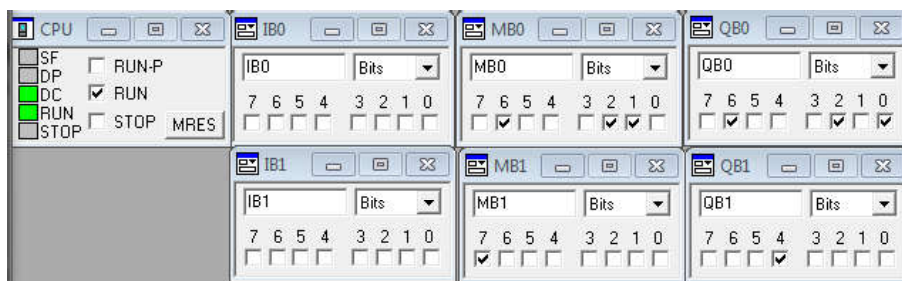 CPU
SF
DP
DC
RUN
STOP
RUN-P
RUN
STOP
MRES
IB0
IB0 Bits
7 6 5 4 3 2 1 0
MB0
MB0 Bits
7 6 5 4 3 2 1 0
QB0
QB0 Bits
7 6 5 4 3 2 1 0
IB1
IB1 Bits
7 6 5 4 3 2 1 0
MB1
MB1 Bits
7 6 5 4 3 2 1 0
QB1
QB1 Bits
7 6 5 4 3 2 1 0